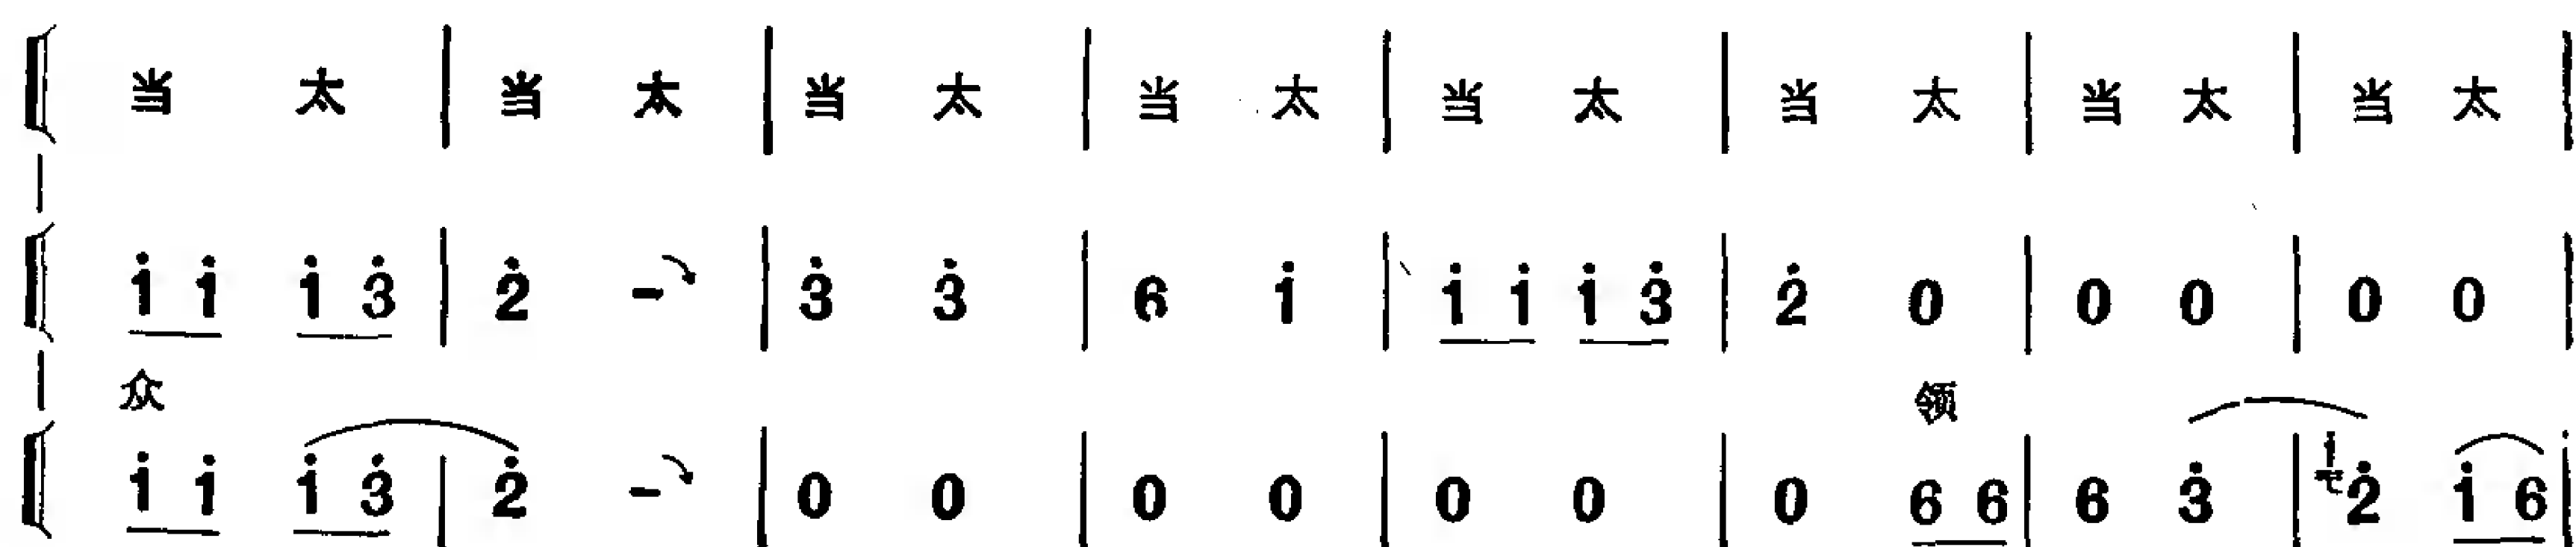 当 太 | 当 太 | 当 太 | 当 太 | 当 太 | 当 太 | 当 太 | 当 太 |
i̇ i̇ i̇ 3̇ | 2̇ - | 3̇ 3̇ | 6 i̇ | i̇ i̇ i̇ 3̇ | 2̇ 0 | 0 0 | 0 0 |
众 领
i̇ i̇ i̇ 3̇ | 2̇ - | 0 0 | 0 0 | 0 0 | 0 6 6 | 6 3̇ | 2̇ i̇ 6 |